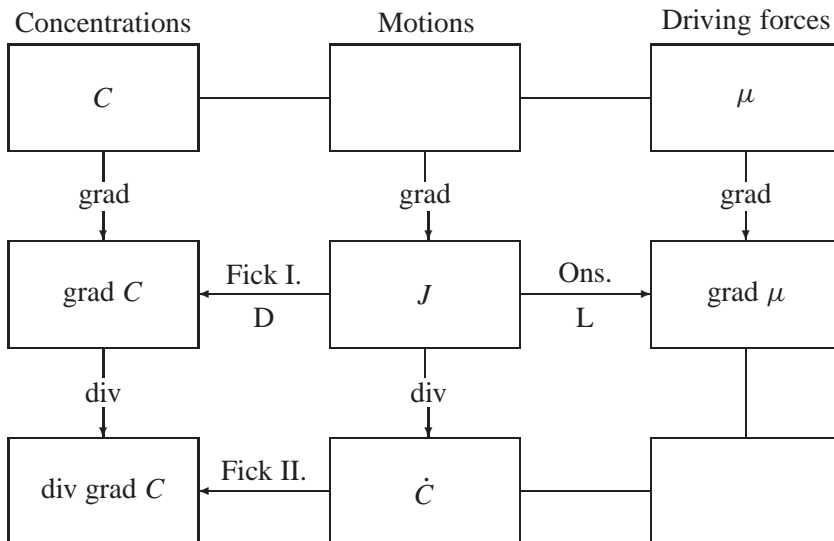 Concentrations Motions Driving forces
C μ
grad grad grad
Fick I. Ons.
grad C J grad μ
D L
div div
Fick II.
div grad C Ċ